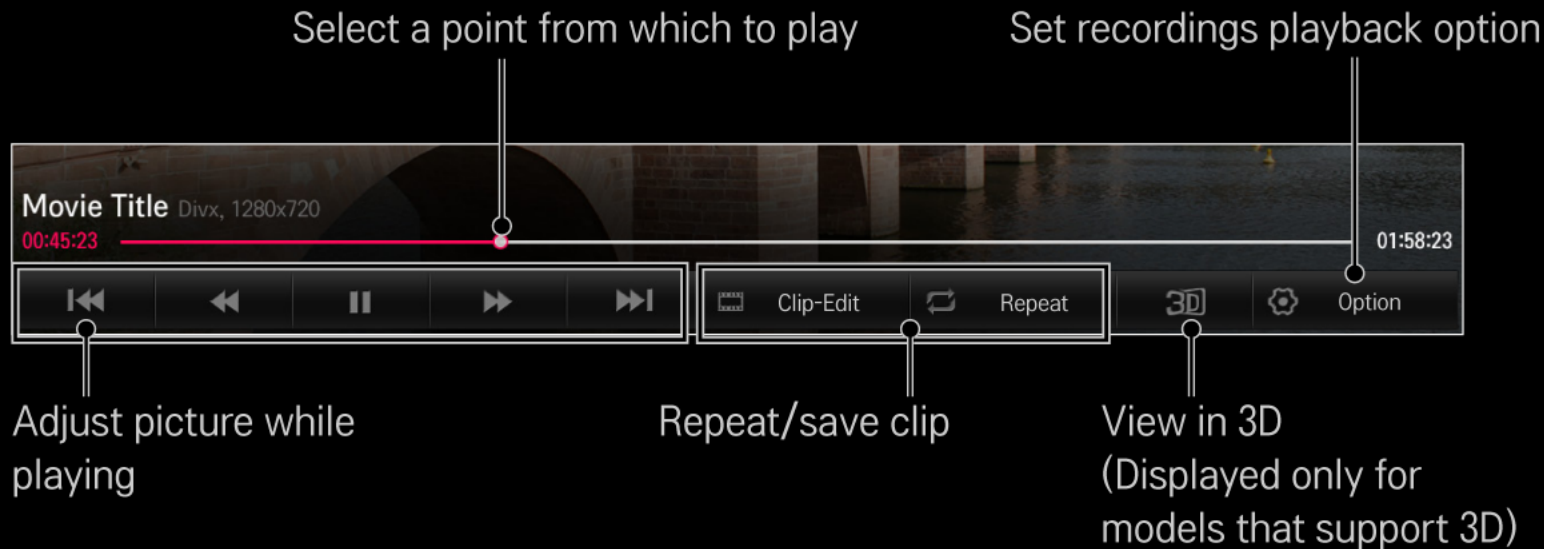 Select a point from which to play
Set recordings playback option
Movie Title Divx, 1280x720
00:45:23
01:58:23
Clip-Edit
Repeat
3D
Option
Adjust picture while
playing
Repeat/save clip
View in 3D
(Displayed only for
models that support 3D)